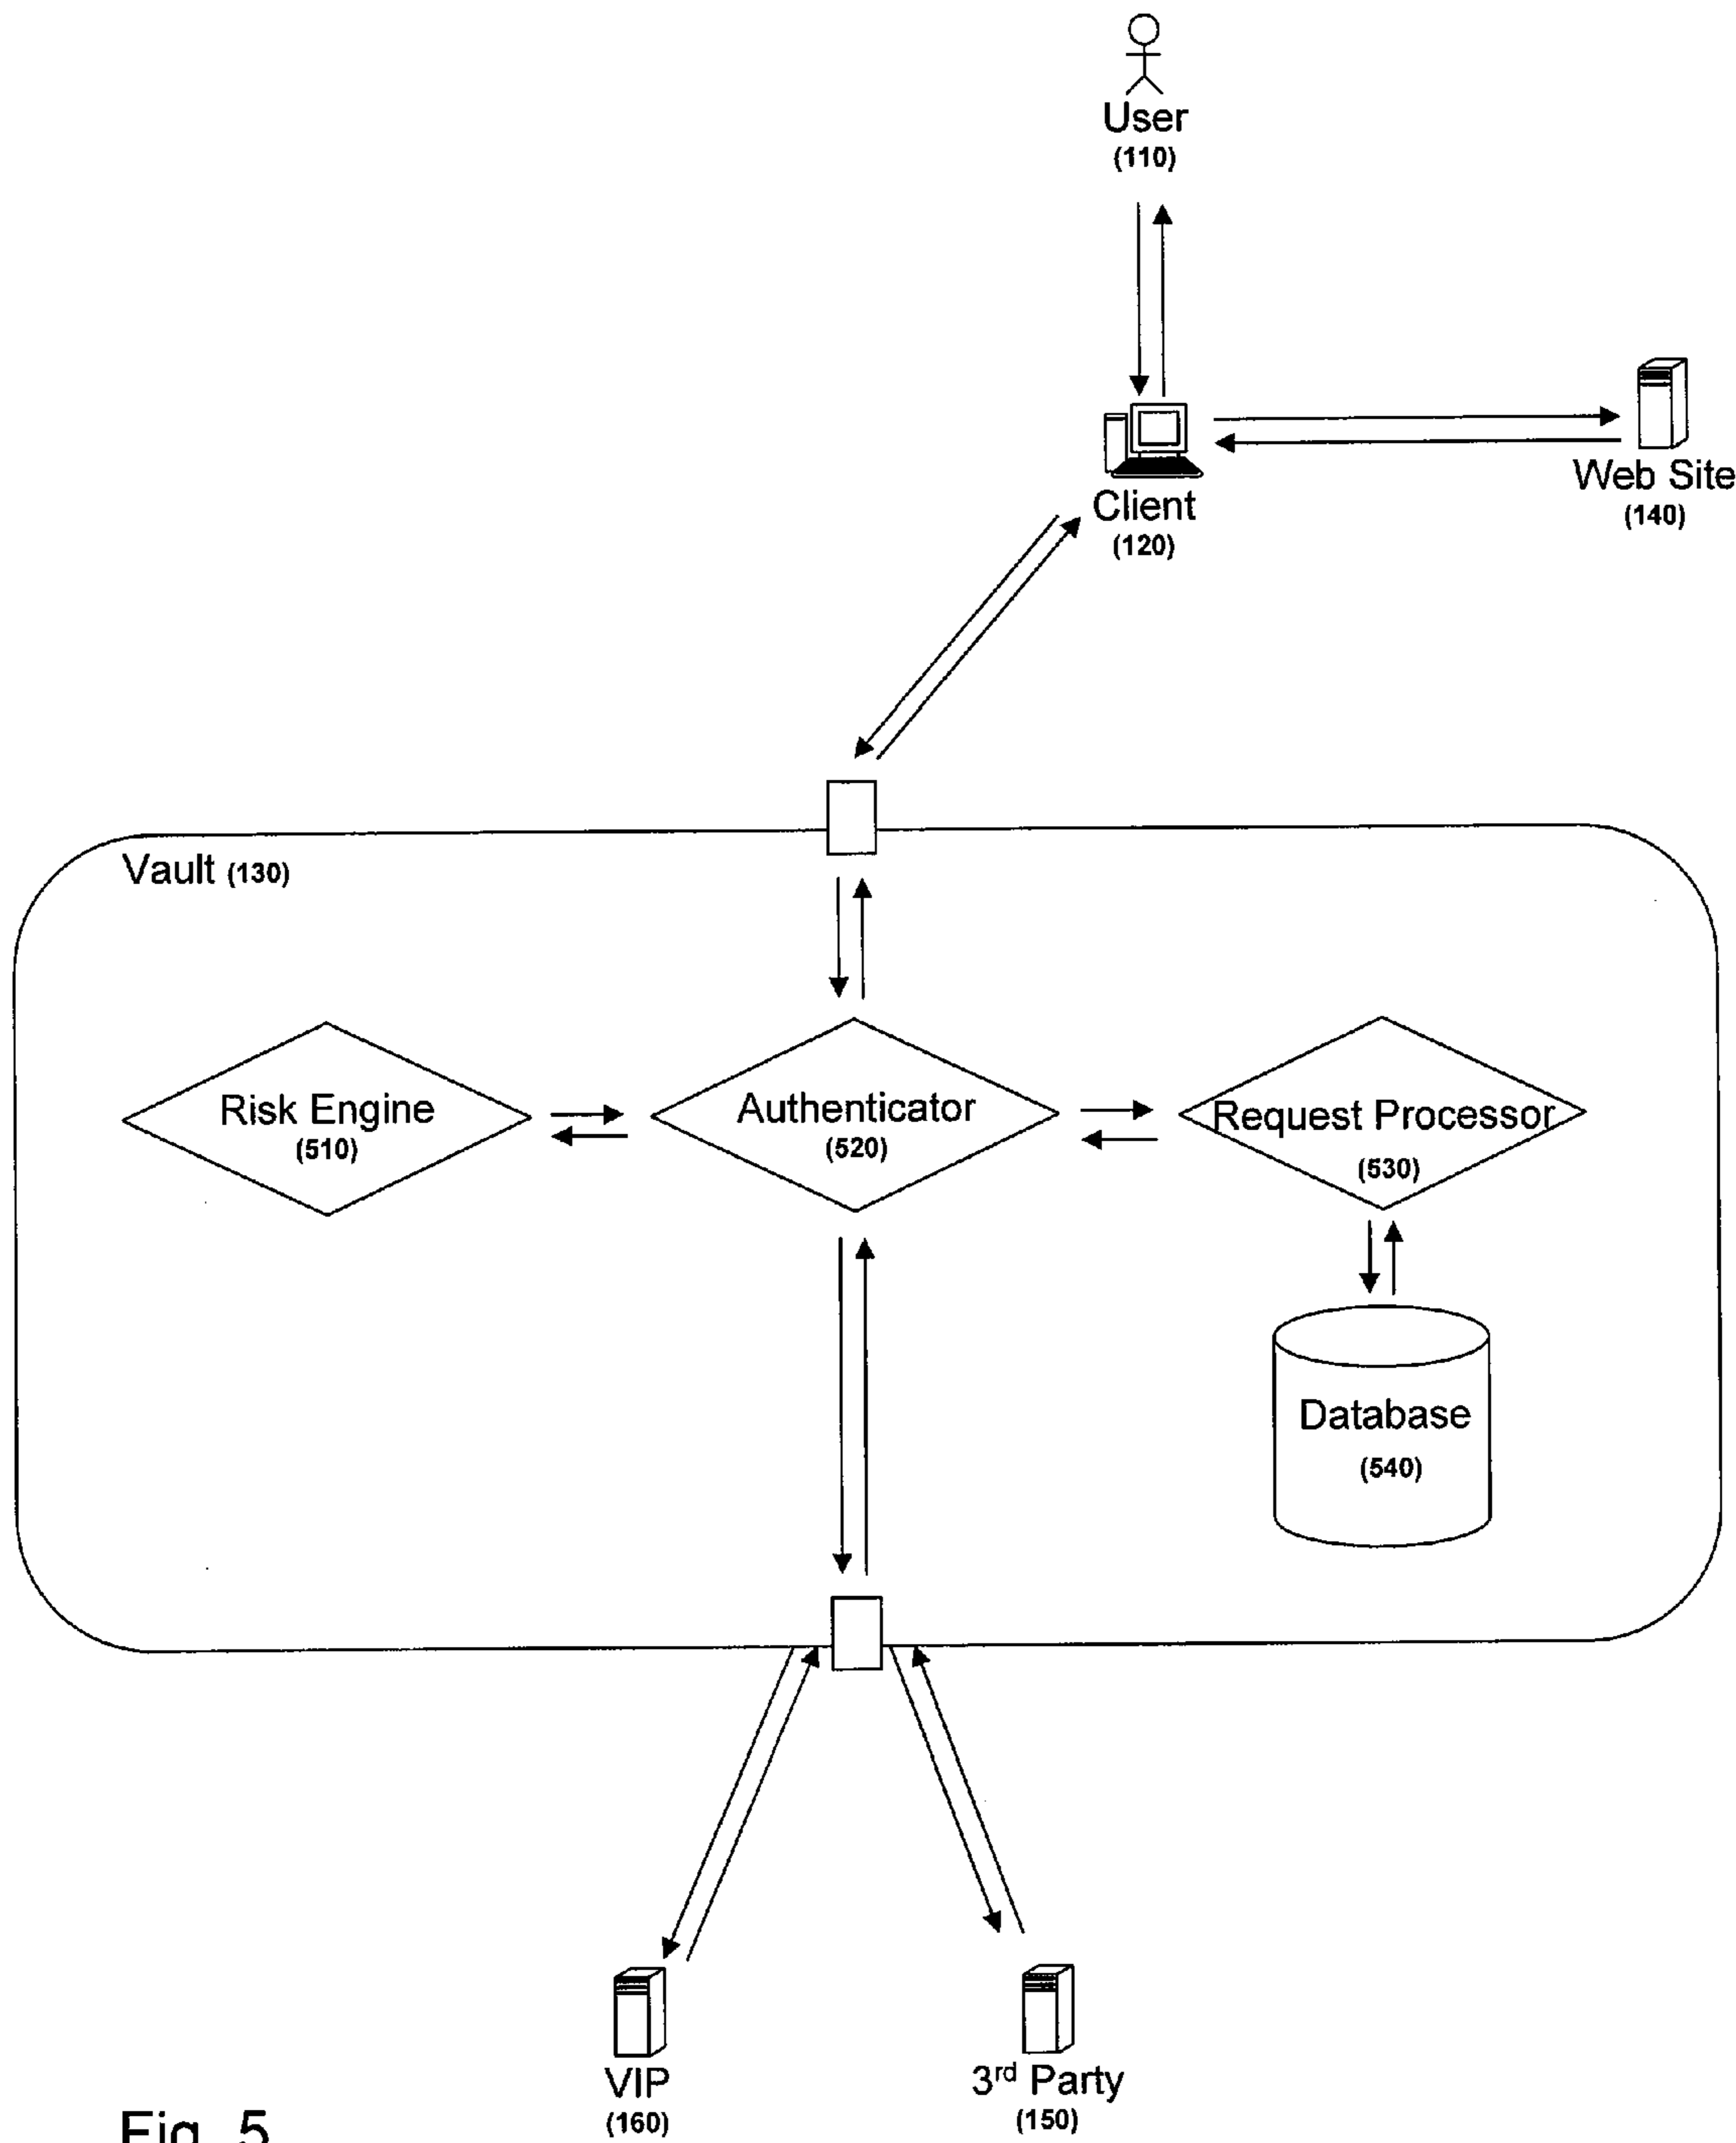 User
(110)
Web Site
(140)
Client
(120)
Vault (130)
Risk Engine
(510)
Authenticator
(520)
Request Processor
(530)
Database
(540)
VIP
(160)
3rd Party
(150)
Fig. 5